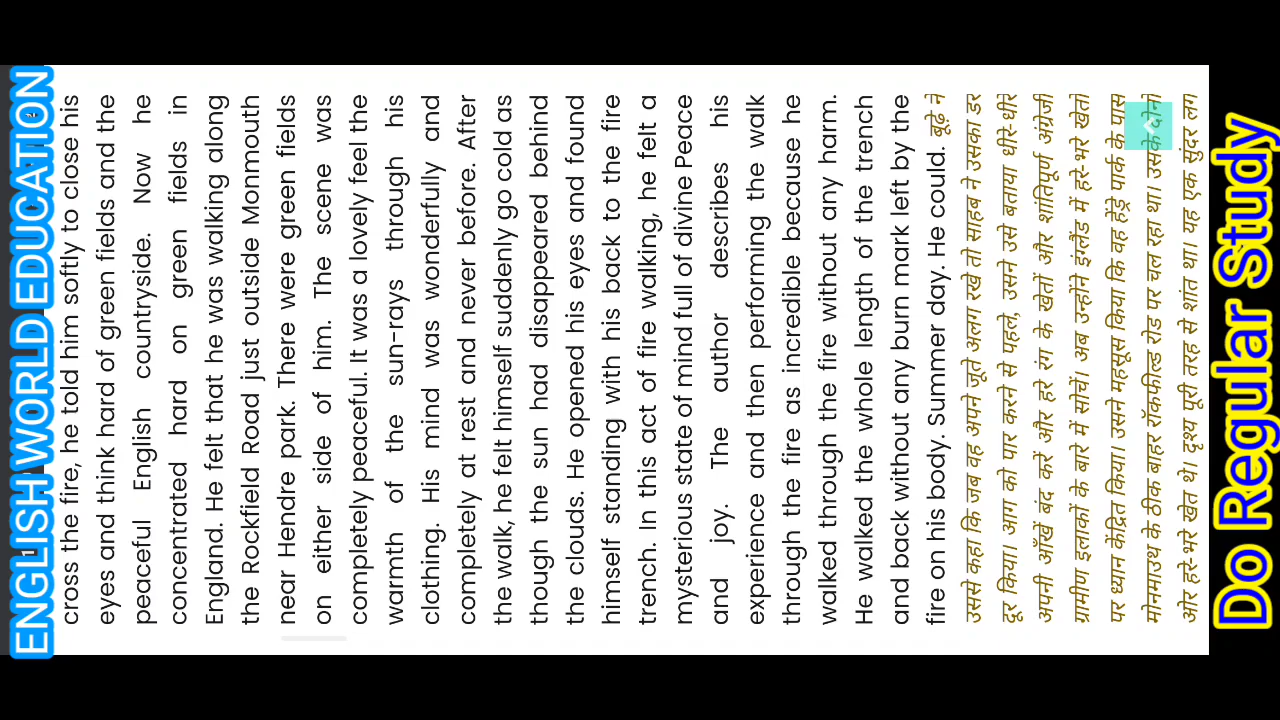 ENGLISH WORLD EDUCATION
cross the fire, he told him softly to close his
eyes and think hard of green fields and the
peaceful English countryside. Now he
concentrated hard on green fields in
England. He felt that he was walking along
the Rockfield Road just outside Monmouth
near Hendre park. There were green fields
on either side of him. The scene was
completely peaceful. It was a lovely feel the
warmth of the sun-rays through his
clothing. His mind was wonderfully and
completely at rest and never before. After
the walk, he felt himself suddenly go cold as
though the sun had disappeared behind
the clouds. He opened his eyes and found
himself standing with his back to the fire
trench. In this act of fire walking, he felt a
mysterious state of mind full of divine Peace
and joy. The author describes his
experience and then performing the walk
through the fire as incredible because he
walked through the fire without any harm.
He walked the whole length of the trench
and back without any burn mark left by the
fire on his body. Summer day. He could. बूढ़े ने
उससे कहा कि जब वह अपने जूते अलग रखे तो साहब ने उसका डर
दूर किया। आग को पार करने से पहले, उसने उसे बताया धीरे-धीरे
अपनी आँखें बंद करें और हरे रंग के खेतों और शांतिपूर्ण अंग्रेजी
ग्रामीण इलाकों के बारे में सोचें। अब उन्होंने इंग्लैंड में हरे-भरे खेतों
पर ध्यान केंद्रित किया। उसने महसूस किया कि वह हेंड्रे पार्क के पास
मोनमाउथ के ठीक बाहर रॉकफील्ड रोड पर चल रहा था। उसके दोनों
ओर हरे-भरे खेत थे। दृश्य पूरी तरह से शांत था। यह एक सुंदर लगा
Do Regular Study